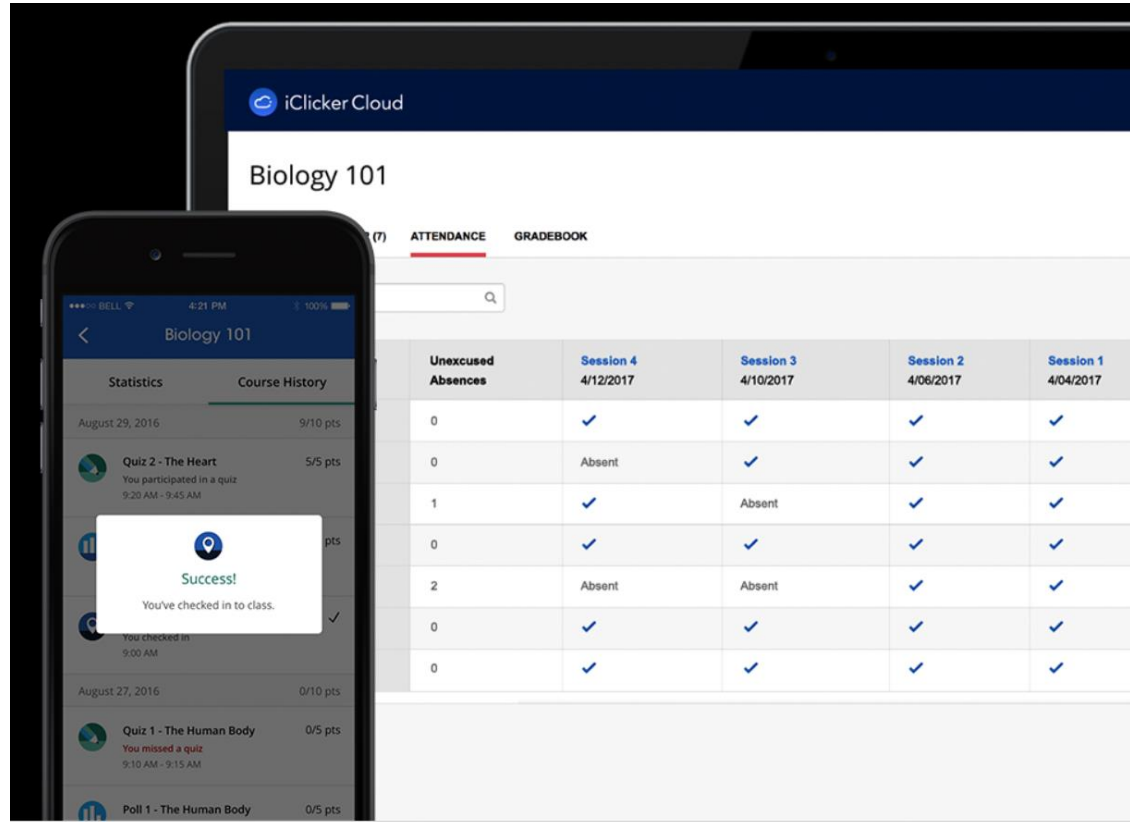 iClicker Cloud
Biology 101
(7) ATTENDANCE GRADEBOOK
Unexcused Absences Session 4 4/12/2017 Session 3 4/10/2017 Session 2 4/06/2017 Session 1 4/04/2017
0
0 Absent
1 Absent
0
2 Absent Absent
0
0
BELL 4:21 PM 100%
Biology 101
Statistics Course History
August 29, 2016 9/10 pts
Quiz 2 - The Heart 5/5 pts
You participated in a quiz
9:20 AM - 9:45 AM
pts
Success!
You've checked in to class.
You checked in
9:00 AM
August 27, 2016 0/10 pts
Quiz 1 - The Human Body 0/5 pts
You missed a quiz
9:10 AM - 9:15 AM
Poll 1 - The Human Body 0/5 pts